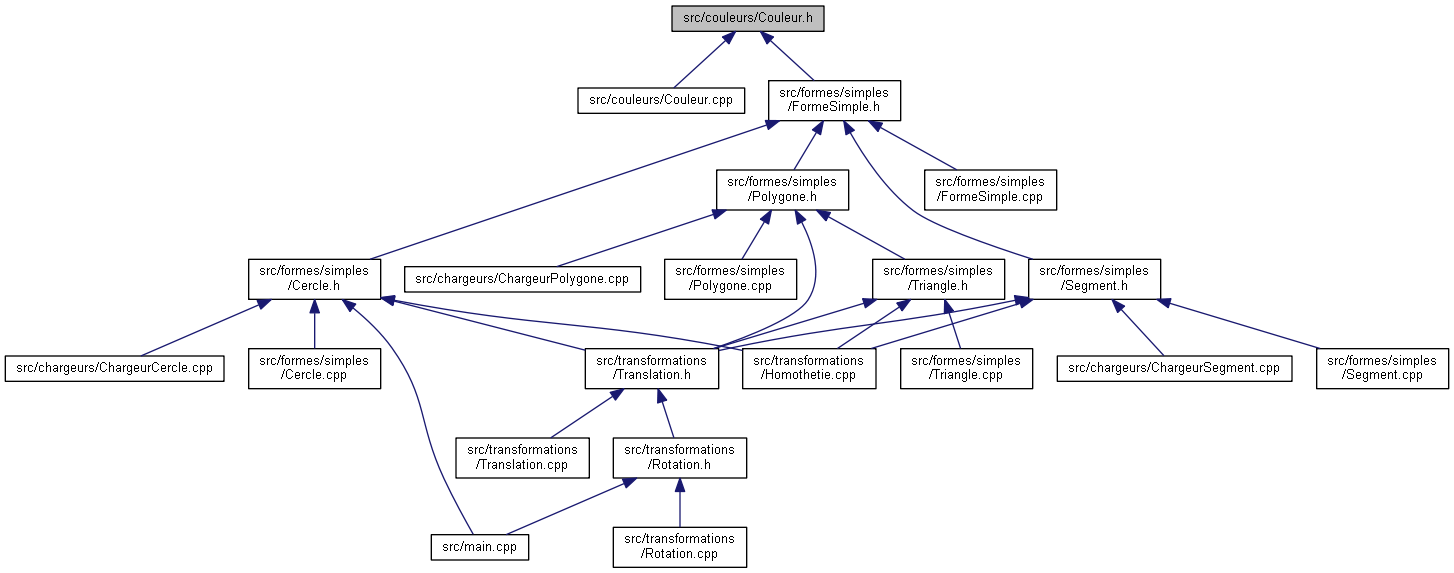 src/couleurs/Couleur.h
src/couleurs/Couleur.cpp
src/formes/simples
/FormeSimple.h
src/formes/simples
/Polygone.h
src/formes/simples
/FormeSimple.cpp
src/formes/simples
/Cercle.h
src/chargeurs/ChargeurPolygone.cpp
src/formes/simples
/Polygone.cpp
src/formes/simples
/Triangle.h
src/formes/simples
/Segment.h
src/chargeurs/ChargeurCercle.cpp
src/formes/simples
/Cercle.cpp
src/transformations
/Translation.h
src/transformations
/Homothetie.cpp
src/formes/simples
/Triangle.cpp
src/chargeurs/ChargeurSegment.cpp
src/formes/simples
/Segment.cpp
src/transformations
/Translation.cpp
src/transformations
/Rotation.h
src/main.cpp
src/transformations
/Rotation.cpp